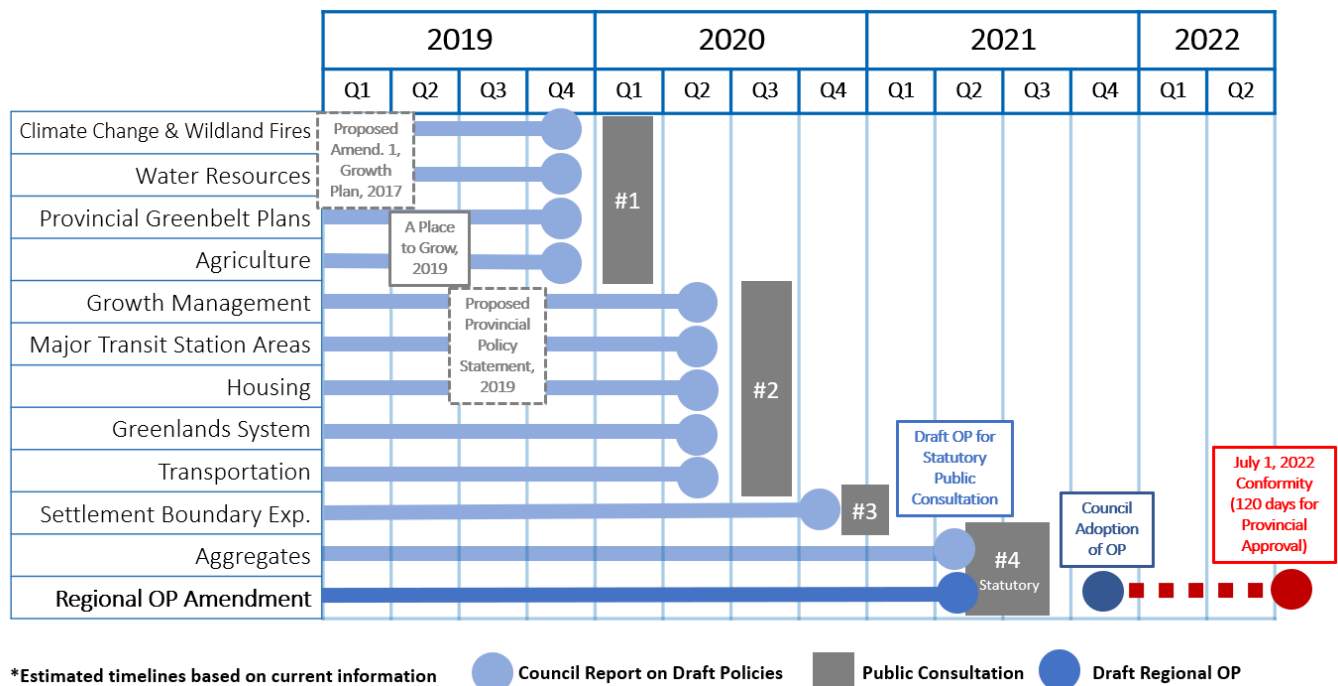 2019 2020 2021 2022
Q1 Q2 Q3 Q4 Q1 Q2 Q3 Q4 Q1 Q2 Q3 Q4 Q1 Q2
Climate Change & Wildland Fires
Water Resources
Provincial Greenbelt Plans
Agriculture
Growth Management
Major Transit Station Areas
Housing
Greenlands System
Transportation
Settlement Boundary Exp.
Aggregates
Regional OP Amendment
Proposed
Amend. 1,
Growth
Plan, 2017
A Place
to Grow,
2019
Proposed
Provincial
Policy
Statement,
2019
#1
#2
#3
#4
Statutory
Draft OP for
Statutory
Public
Consultation
Council
Adoption
of OP
July 1, 2022
Conformity
(120 days for
Provincial
Approval)
*Estimated timelines based on current information
Council Report on Draft Policies
Public Consultation
Draft Regional OP